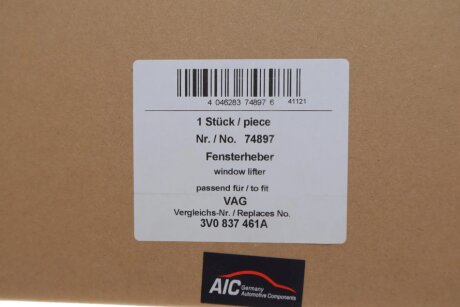 4 046283 74897 6 41121
1 Stück / piece
Nr. / No. 74897
Fensterheber
window lifter
passend für / to fit
VAG
Vergleichs-Nr. / Replaces No.
3V0 837 461A
AIC Germany
Automotive Components